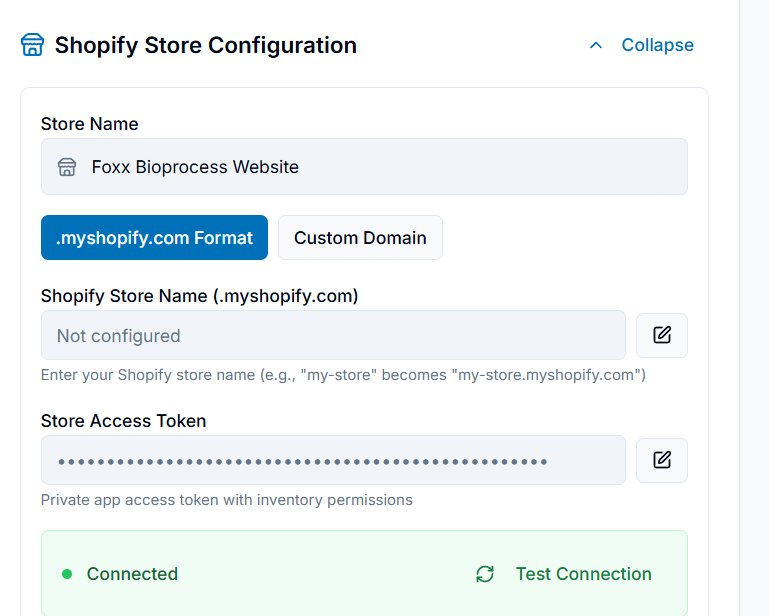 Shopify Store Configuration
Collapse
Store Name
Foxx Bioprocess Website
.myshopify.com Format
Custom Domain
Shopify Store Name (.myshopify.com)
Not configured
Enter your Shopify store name (e.g., "my-store" becomes "my-store.myshopify.com")
Store Access Token
••••••••••••••••••••••••••••••••••••••••••••••••••
Private app access token with inventory permissions
Connected
Test Connection